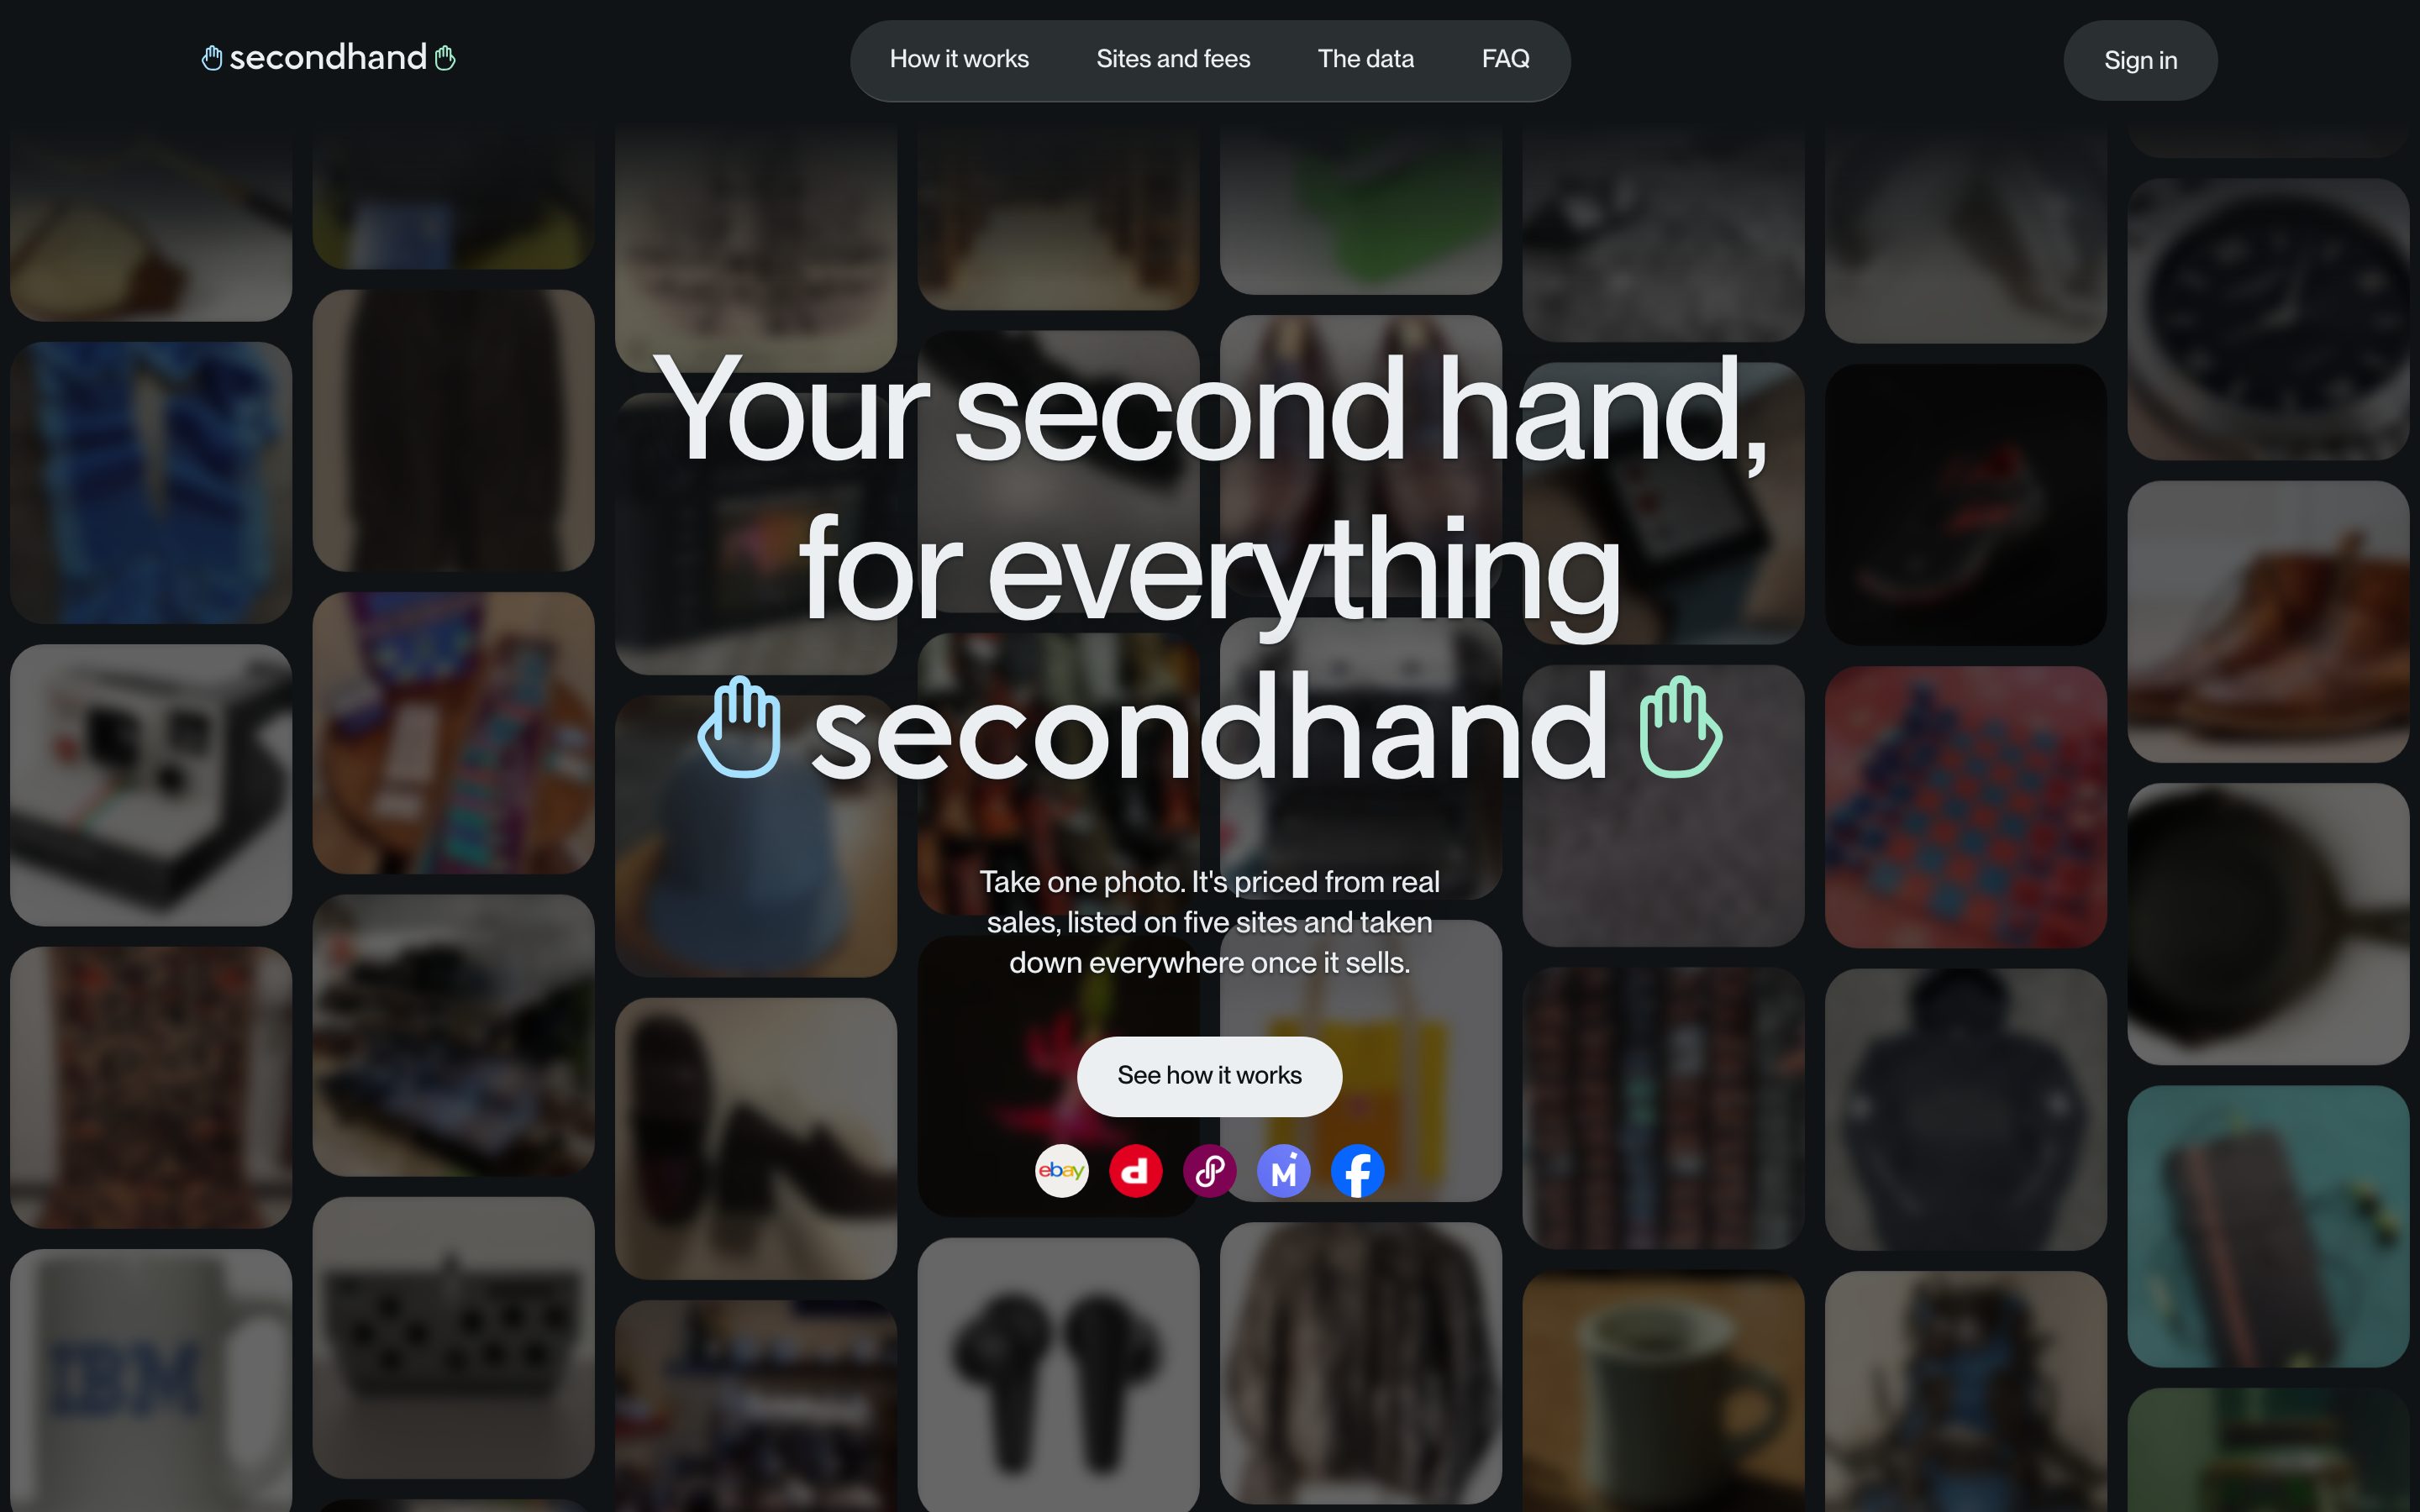 secondhand
How it works
Sites and fees
The data
FAQ
Sign in
Your second hand,
for everything
secondhand
Take one photo. It's priced from real
sales, listed on five sites and taken
down everywhere once it sells.
See how it works
ebay
IBM